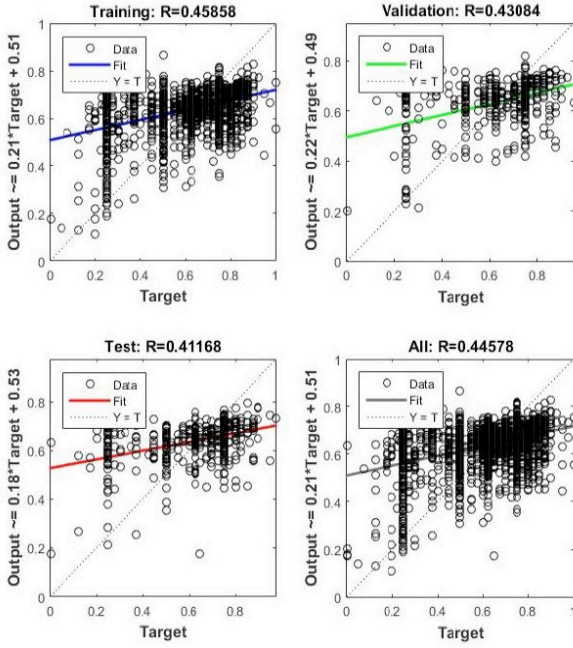 Training: R=0.45858
Output ~= 0.21*Target + 0.51
1
0.8
0.6
0.4
0.2
0
Data
Fit
Y = T
0 0.2 0.4 0.6 0.8 1
Target
Validation: R=0.43084
Output ~= 0.22*Target + 0.49
1
0.8
0.6
0.4
0.2
0
Data
Fit
Y = T
0 0.2 0.4 0.6 0.8
Target
Test: R=0.41168
Output ~= 0.18*Target + 0.53
0.8
0.6
0.4
0.2
0
Data
Fit
Y = T
0 0.2 0.4 0.6 0.8
Target
All: R=0.44578
Output ~= 0.21*Target + 0.51
1
0.8
0.6
0.4
0.2
0
Data
Fit
Y = T
0 0.2 0.4 0.6 0.8 1
Target